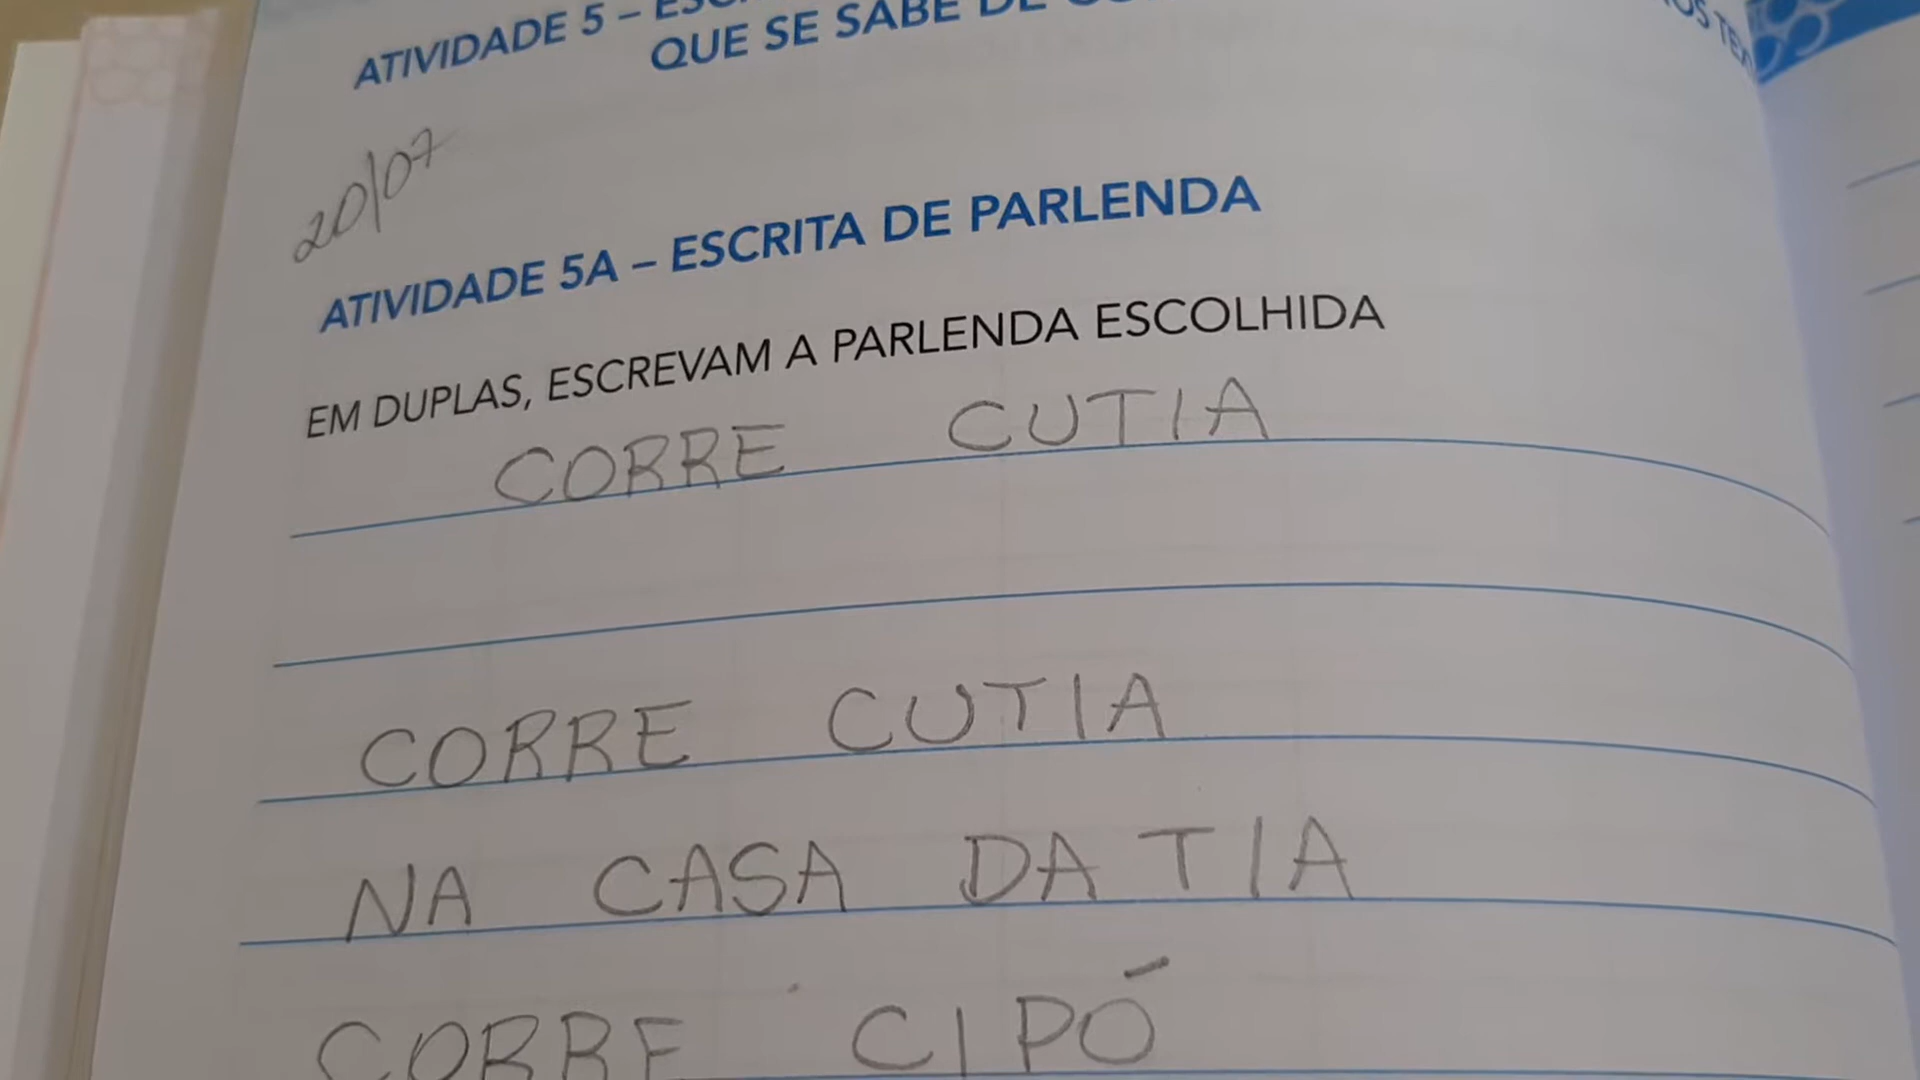 ATIVIDADE 5 –
QUE SE SABE DE
20/07
ATIVIDADE 5A – ESCRITA DE PARLENDA
EM DUPLAS, ESCREVAM A PARLENDA ESCOLHIDA
CORRE CUTIA
CORRE CUTIA
NA CASA DA TIA
CORRE CIPÓ